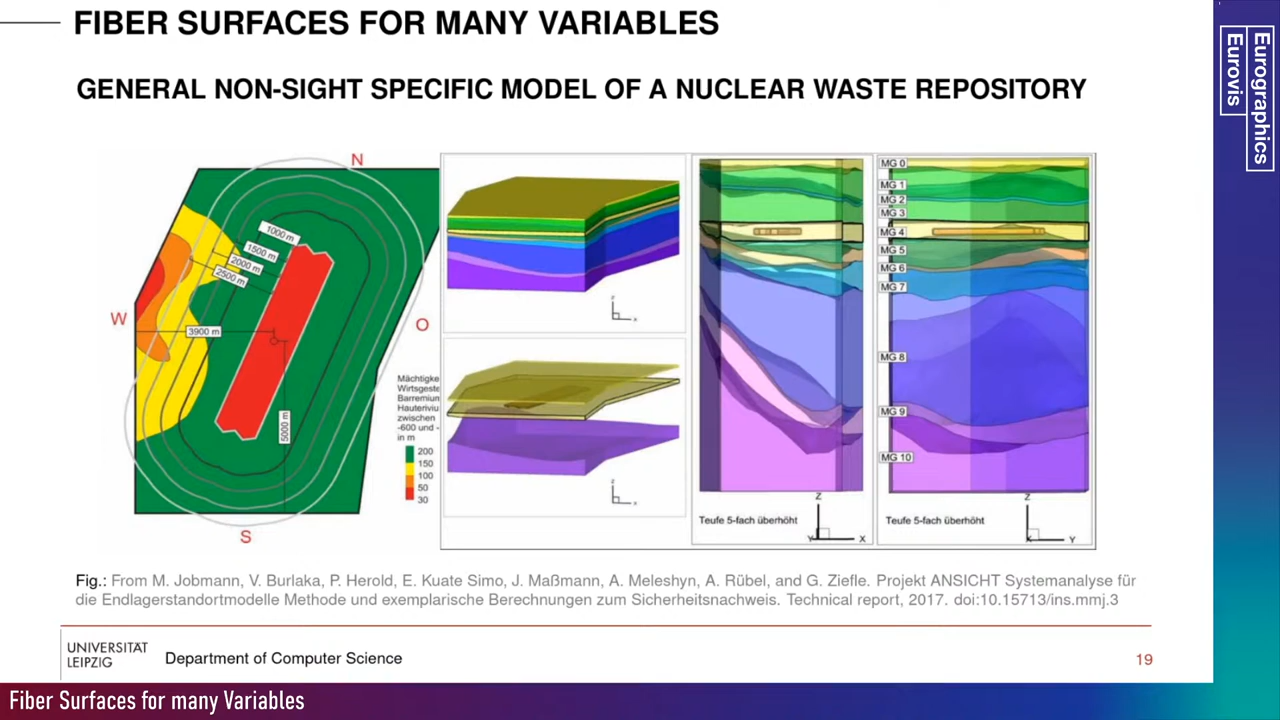 FIBER SURFACES FOR MANY VARIABLES
GENERAL NON-SIGHT SPECIFIC MODEL OF A NUCLEAR WASTE REPOSITORY
Eurographics
Eurovis
N
W
O
S
1000 m
1500 m
2000 m
2500 m
3900 m
5000 m
Mächtigke
Wirtsgeste
Barremium
Hauteriviu
zwischen
-600 und -
in m
200
150
100
50
30
z
x
z
x
MG 0
MG 1
MG 2
MG 3
MG 4
MG 5
MG 6
MG 7
MG 8
MG 9
MG 10
Teufe 5-fach überhöht
Z
Y
X
Teufe 5-fach überhöht
Z
X
Y
Fig.: From M. Jobmann, V. Burlaka, P. Herold, E. Kuate Simo, J. Maßmann, A. Meleshyn, A. Rübel, and G. Ziefle. Projekt ANSICHT Systemanalyse für
die Endlagerstandortmodelle Methode und exemplarische Berechnungen zum Sicherheitsnachweis. Technical report, 2017. doi:10.15713/ins.mmj.3
UNIVERSITÄT
LEIPZIG
Department of Computer Science
19
Fiber Surfaces for many Variables